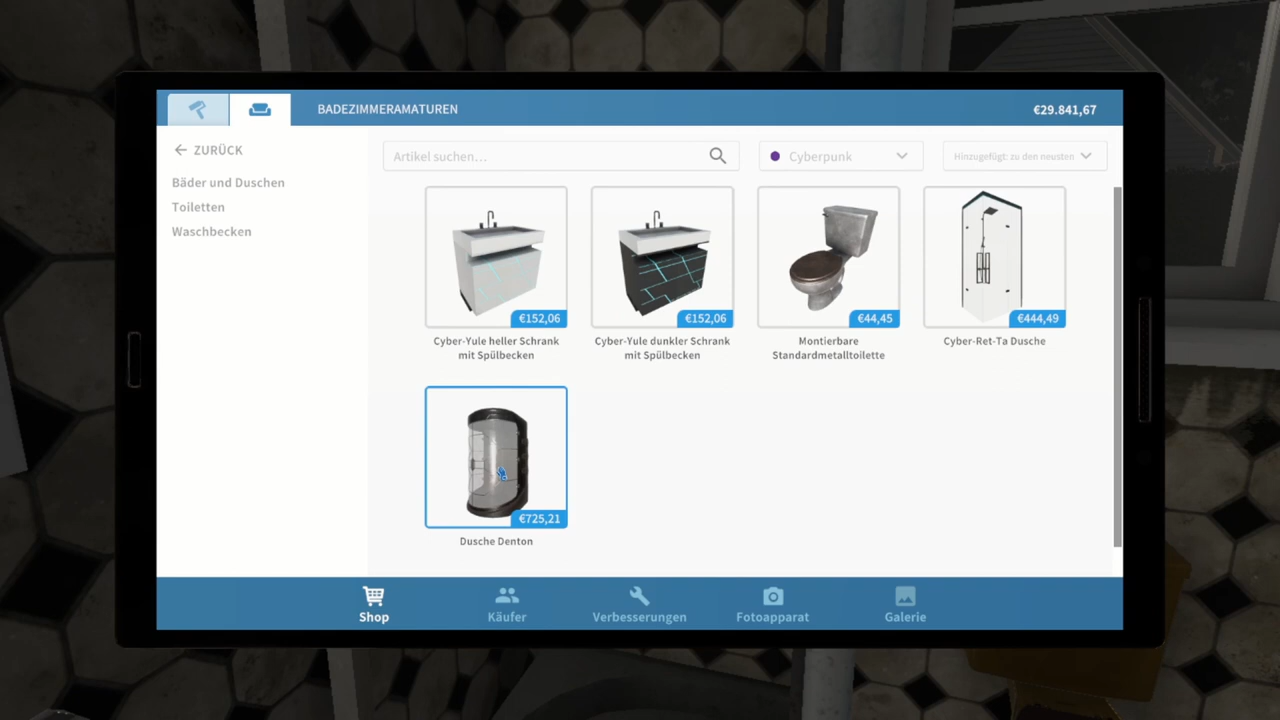 BADEZIMMERAMATUREN
€29.841,67
ZURÜCK
Bäder und Duschen
Toiletten
Waschbecken
Artikel suchen...
Cyberpunk
Hinzugefügt: zu den neusten
€152,06
€152,06
€44,45
€444,49
Cyber-Yule heller Schrank
mit Spülbecken
Cyber-Yule dunkler Schrank
mit Spülbecken
Montierbare
Standardmetalltoilette
Cyber-Ret-Ta Dusche
€725,21
Dusche Denton
Shop
Käufer
Verbesserungen
Fotoapparat
Galerie